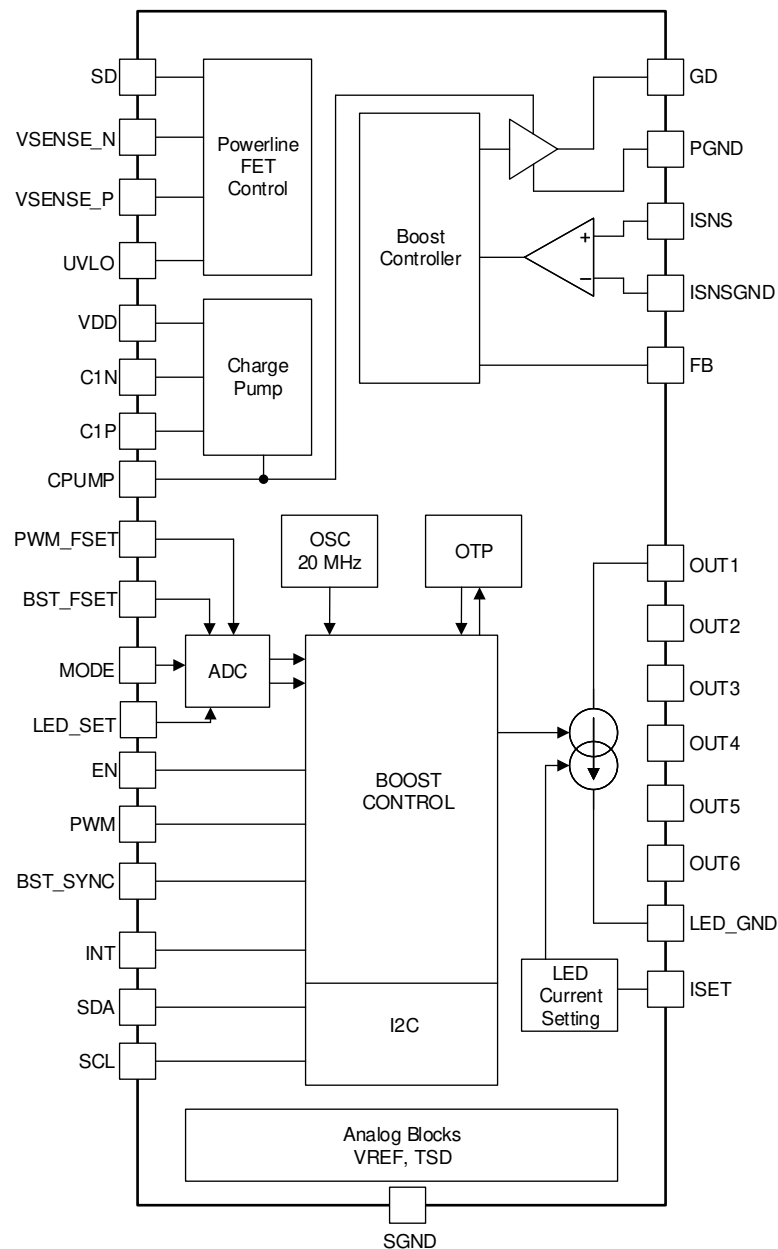 SD
VSENSE_N
VSENSE_P
UVLO
Powerline
FET
Control
VDD
C1N
C1P
CPUMP
Charge
Pump
Boost
Controller
+
−
GD
PGND
ISNS
ISNSGND
FB
PWM_FSET
BST_FSET
MODE
LED_SET
ADC
OSC
20 MHz
OTP
EN
PWM
BST_SYNC
INT
SDA
SCL
BOOST
CONTROL
I2C
OUT1
OUT2
OUT3
OUT4
OUT5
OUT6
LED_GND
ISET
LED
Current
Setting
Analog Blocks
VREF, TSD
SGND